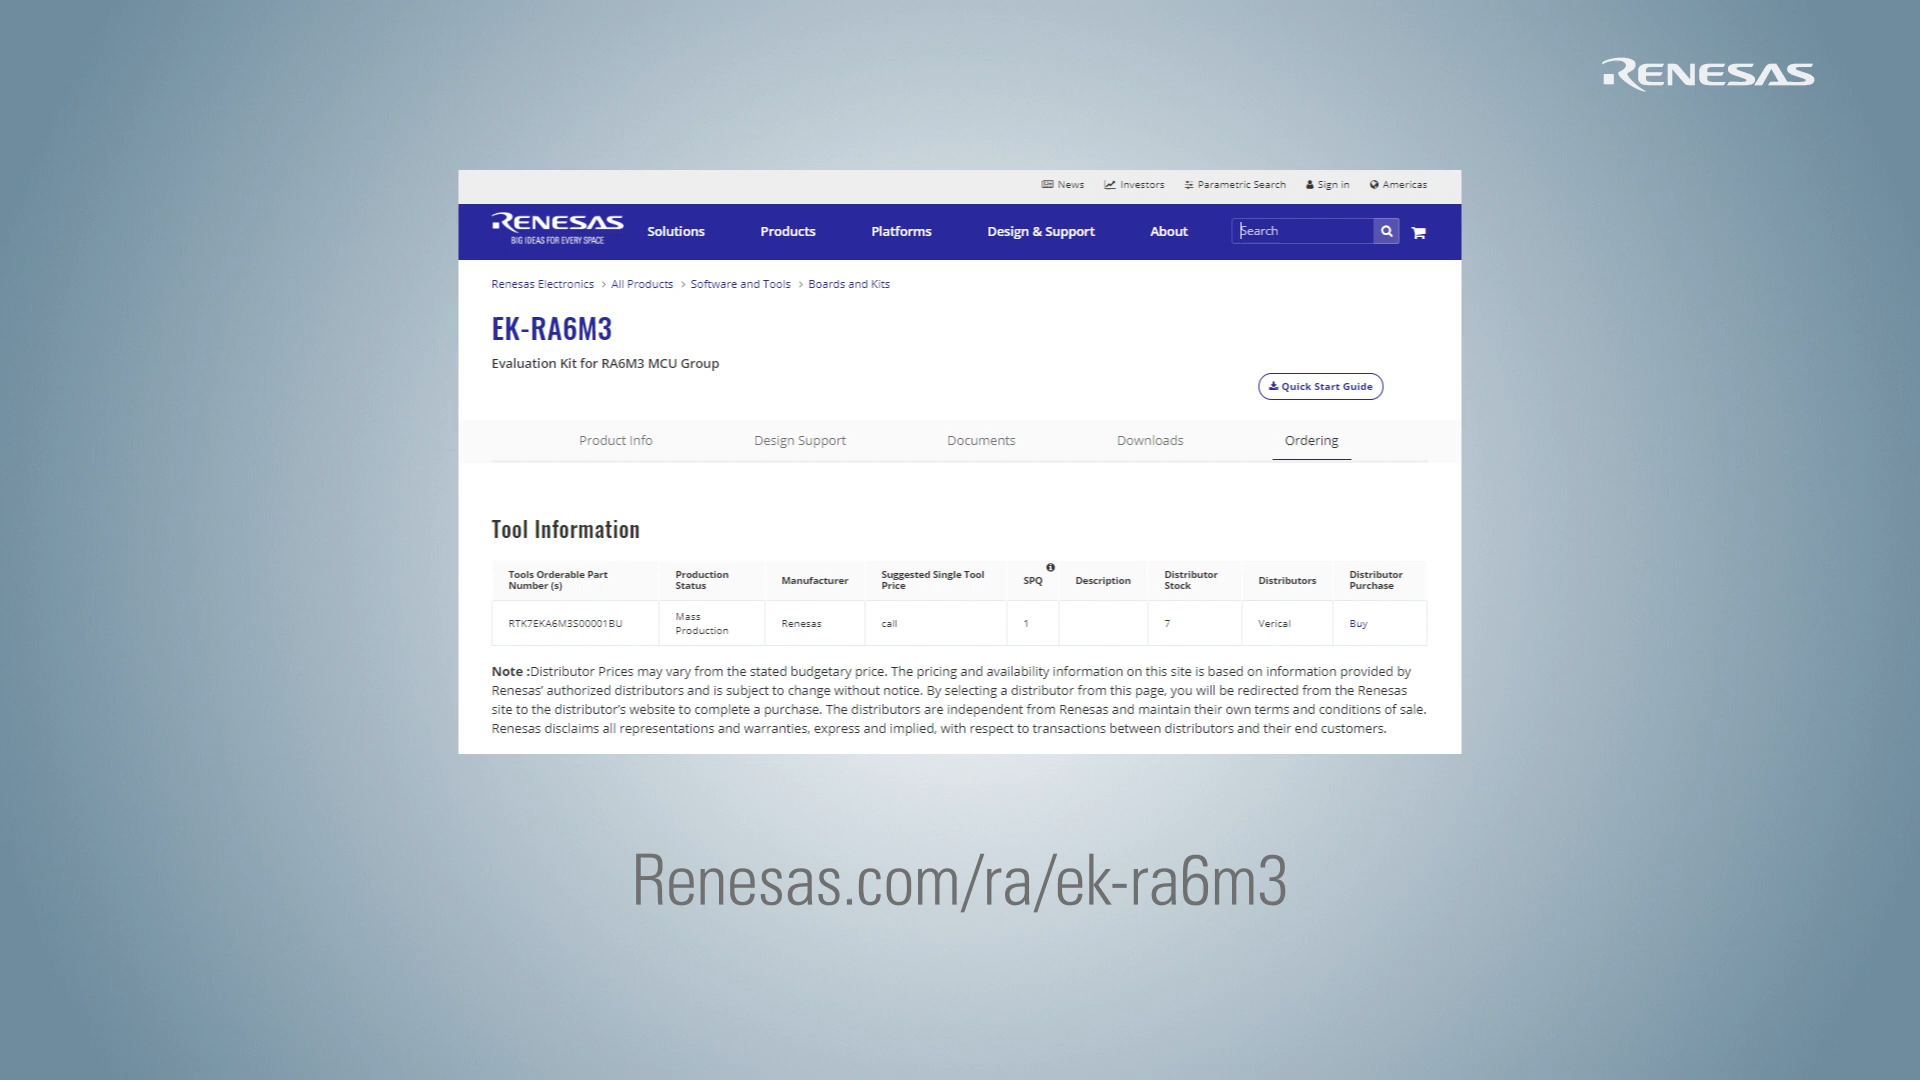 RENESAS
News Investors Parametric Search Sign in Americas
RENESAS
BIG IDEAS FOR EVERY SPACE
Solutions Products Platforms Design & Support About Search
Renesas Electronics > All Products > Software and Tools > Boards and Kits
EK-RA6M3
Evaluation Kit for RA6M3 MCU Group
Quick Start Guide
Product Info Design Support Documents Downloads Ordering
Tool Information
Tools Orderable Part Number (s) Production Status Manufacturer Suggested Single Tool Price SPQ Description Distributor Stock Distributors Distributor Purchase
RTK7EKA6M3S00001BU Mass Production Renesas call 1 7 Verical Buy
Note :Distributor Prices may vary from the stated budgetary price. The pricing and availability information on this site is based on information provided by
Renesas’ authorized distributors and is subject to change without notice. By selecting a distributor from this page, you will be redirected from the Renesas
site to the distributor’s website to complete a purchase. The distributors are independent from Renesas and maintain their own terms and conditions of sale.
Renesas disclaims all representations and warranties, express and implied, with respect to transactions between distributors and their end customers.
Renesas.com/ra/ek-ra6m3